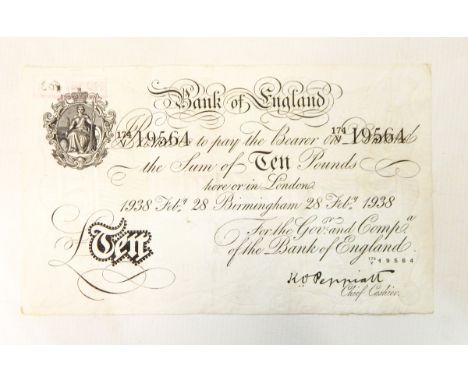 Bank of England
174/V 19564 174/V 19564
Promise to pay the Bearer on Demand
the Sum of Ten Pounds
here or in London
1938 Feb.y 28 Birmingham 28 Feb.y 1938
For the Gov.r and Comp.a
of the Bank of England.
£Ten
174/V 19564
K O Peppiatt
Chief Cashier.